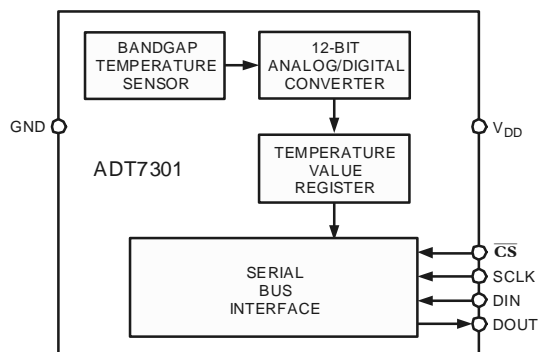 BANDGAP
TEMPERATURE
SENSOR
12-BIT
ANALOG/DIGITAL
CONVERTER
GND
VDD
ADT7301
TEMPERATURE
VALUE
REGISTER
SERIAL
BUS
INTERFACE
CS
SCLK
DIN
DOUT